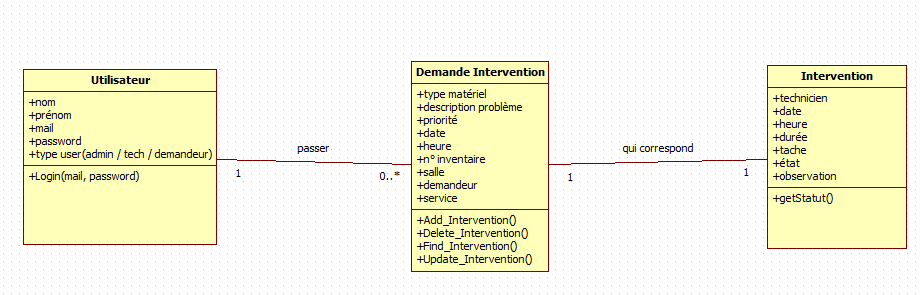 Utilisateur
+nom
+prénom
+mail
+password
+type user(admin / tech / demandeur)
+Login(mail, password)
passer
1
0..*
Demande Intervention
+type matériel
+description problème
+priorité
+date
+heure
+n° inventaire
+salle
+demandeur
+service
+Add_Intervention()
+Delete_Intervention()
+Find_Intervention()
+Update_Intervention()
qui correspond
1
1
Intervention
+technicien
+date
+heure
+durée
+tache
+état
+observation
+getStatut()